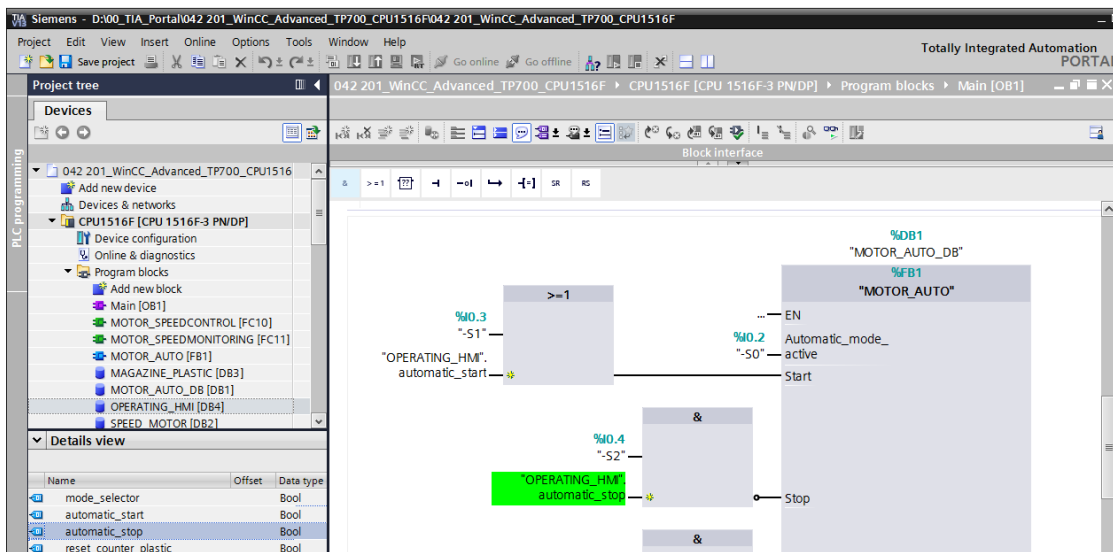 Siemens - D:\00_TIA_Portal\042 201_WinCC_Advanced_TP700_CPU1516F\042 201_WinCC_Advanced_TP700_CPU1516F
Project Edit View Insert Online Options Tools Window Help
Totally Integrated Automation
PORTAL
Save project Go online Go offline
Project tree
042 201_WinCC_Advanced_TP700_CPU1516F CPU1516F [CPU 1516F-3 PN/DP] Program blocks Main [OB1]
Devices
PLC programming
Block interface
042 201_WinCC_Advanced_TP700_CPU1516
Add new device
Devices & networks
CPU1516F [CPU 1516F-3 PN/DP]
Device configuration
Online & diagnostics
Program blocks
Add new block
Main [OB1]
MOTOR_SPEEDCONTROL [FC10]
MOTOR_SPEEDMONITORING [FC11]
MOTOR_AUTO [FB1]
MAGAZINE_PLASTIC [DB3]
MOTOR_AUTO_DB [DB1]
OPERATING_HMI [DB4]
SPEED_MOTOR [DB2]
Details view
Name Offset Data type
mode_selector Bool
automatic_start Bool
automatic_stop Bool
reset_counter_plastic Bool
& >=1 ?? SR RS
%DB1
"MOTOR_AUTO_DB"
%FB1
"MOTOR_AUTO"
>=1
%I0.3
"-S1"
"OPERATING_HMI".
automatic_start
... EN
%I0.2
"-S0"
Automatic_mode_
active
Start
&
%I0.4
"-S2"
"OPERATING_HMI".
automatic_stop
Stop
&